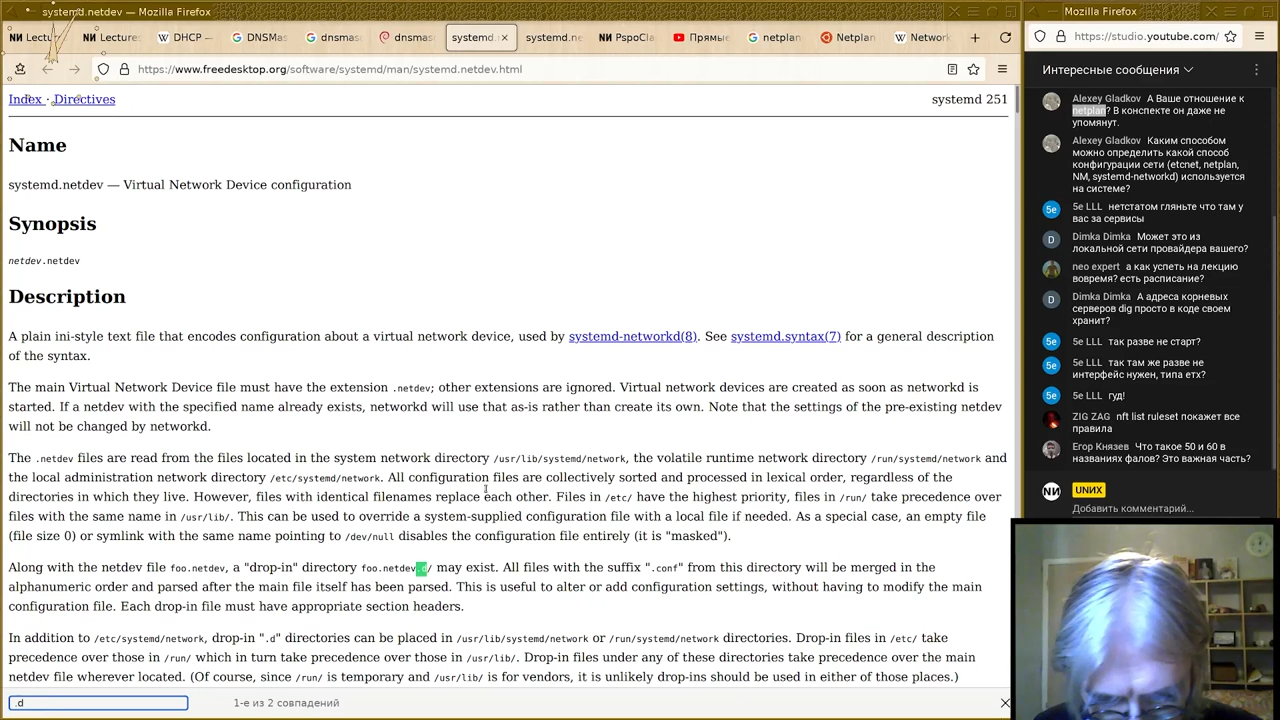 systemd.netdev — Mozilla Firefox
Lectur
Lecture
DHCP —
DNSMas
dnsmas
dnsmas
systemd.
systemd.ne
PspoCla
Прямые
netplan
Netplan
Network
https://www.freedesktop.org/software/systemd/man/systemd.netdev.html
Index · Directives
systemd 251
Name
systemd.netdev — Virtual Network Device configuration
Synopsis
netdev.netdev
Description
A plain ini-style text file that encodes configuration about a virtual network device, used by systemd-networkd(8). See systemd.syntax(7) for a general description
of the syntax.
The main Virtual Network Device file must have the extension .netdev; other extensions are ignored. Virtual network devices are created as soon as networkd is
started. If a netdev with the specified name already exists, networkd will use that as-is rather than create its own. Note that the settings of the pre-existing netdev
will not be changed by networkd.
The .netdev files are read from the files located in the system network directory /usr/lib/systemd/network, the volatile runtime network directory /run/systemd/network and
the local administration network directory /etc/systemd/network. All configuration files are collectively sorted and processed in lexical order, regardless of the
directories in which they live. However, files with identical filenames replace each other. Files in /etc/ have the highest priority, files in /run/ take precedence over
files with the same name in /usr/lib/. This can be used to override a system-supplied configuration file with a local file if needed. As a special case, an empty file
(file size 0) or symlink with the same name pointing to /dev/null disables the configuration file entirely (it is "masked").
Along with the netdev file foo.netdev, a "drop-in" directory foo.netdev.d/ may exist. All files with the suffix ".conf" from this directory will be merged in the
alphanumeric order and parsed after the main file itself has been parsed. This is useful to alter or add configuration settings, without having to modify the main
configuration file. Each drop-in file must have appropriate section headers.
In addition to /etc/systemd/network, drop-in ".d" directories can be placed in /usr/lib/systemd/network or /run/systemd/network directories. Drop-in files in /etc/ take
precedence over those in /run/ which in turn take precedence over those in /usr/lib/. Drop-in files under any of these directories take precedence over the main
netdev file wherever located. (Of course, since /run/ is temporary and /usr/lib/ is for vendors, it is unlikely drop-ins should be used in either of those places.)
.d
1-е из 2 совпадений
Mozilla Firefox
https://studio.youtube.com/
Интересные сообщения
Alexey Gladkov А Ваше отношение к
netplan? В конспекте он даже не
упомянут.
Alexey Gladkov Каким способом
можно определить какой способ
конфигурации сети (etcnet, netplan,
NM, systemd-networkd) используется
на системе?
5e LLL нетстатом гляньте что там у
вас за сервисы
Dimka Dimka Может это из
локальной сети провайдера вашего?
neo expert а как успеть на лекцию
вовремя? есть расписание?
Dimka Dimka А адреса корневых
серверов dig просто в коде своем
хранит?
5e LLL так разве не старт?
5e LLL так там же разве не
интерфейс нужен, типа етх?
5e LLL гуд!
ZIG ZAG nft list ruleset покажет все
правила
Егор Князев Что такое 50 и 60 в
названиях фалов? Это важная часть?
UNИX
Добавить комментарий...